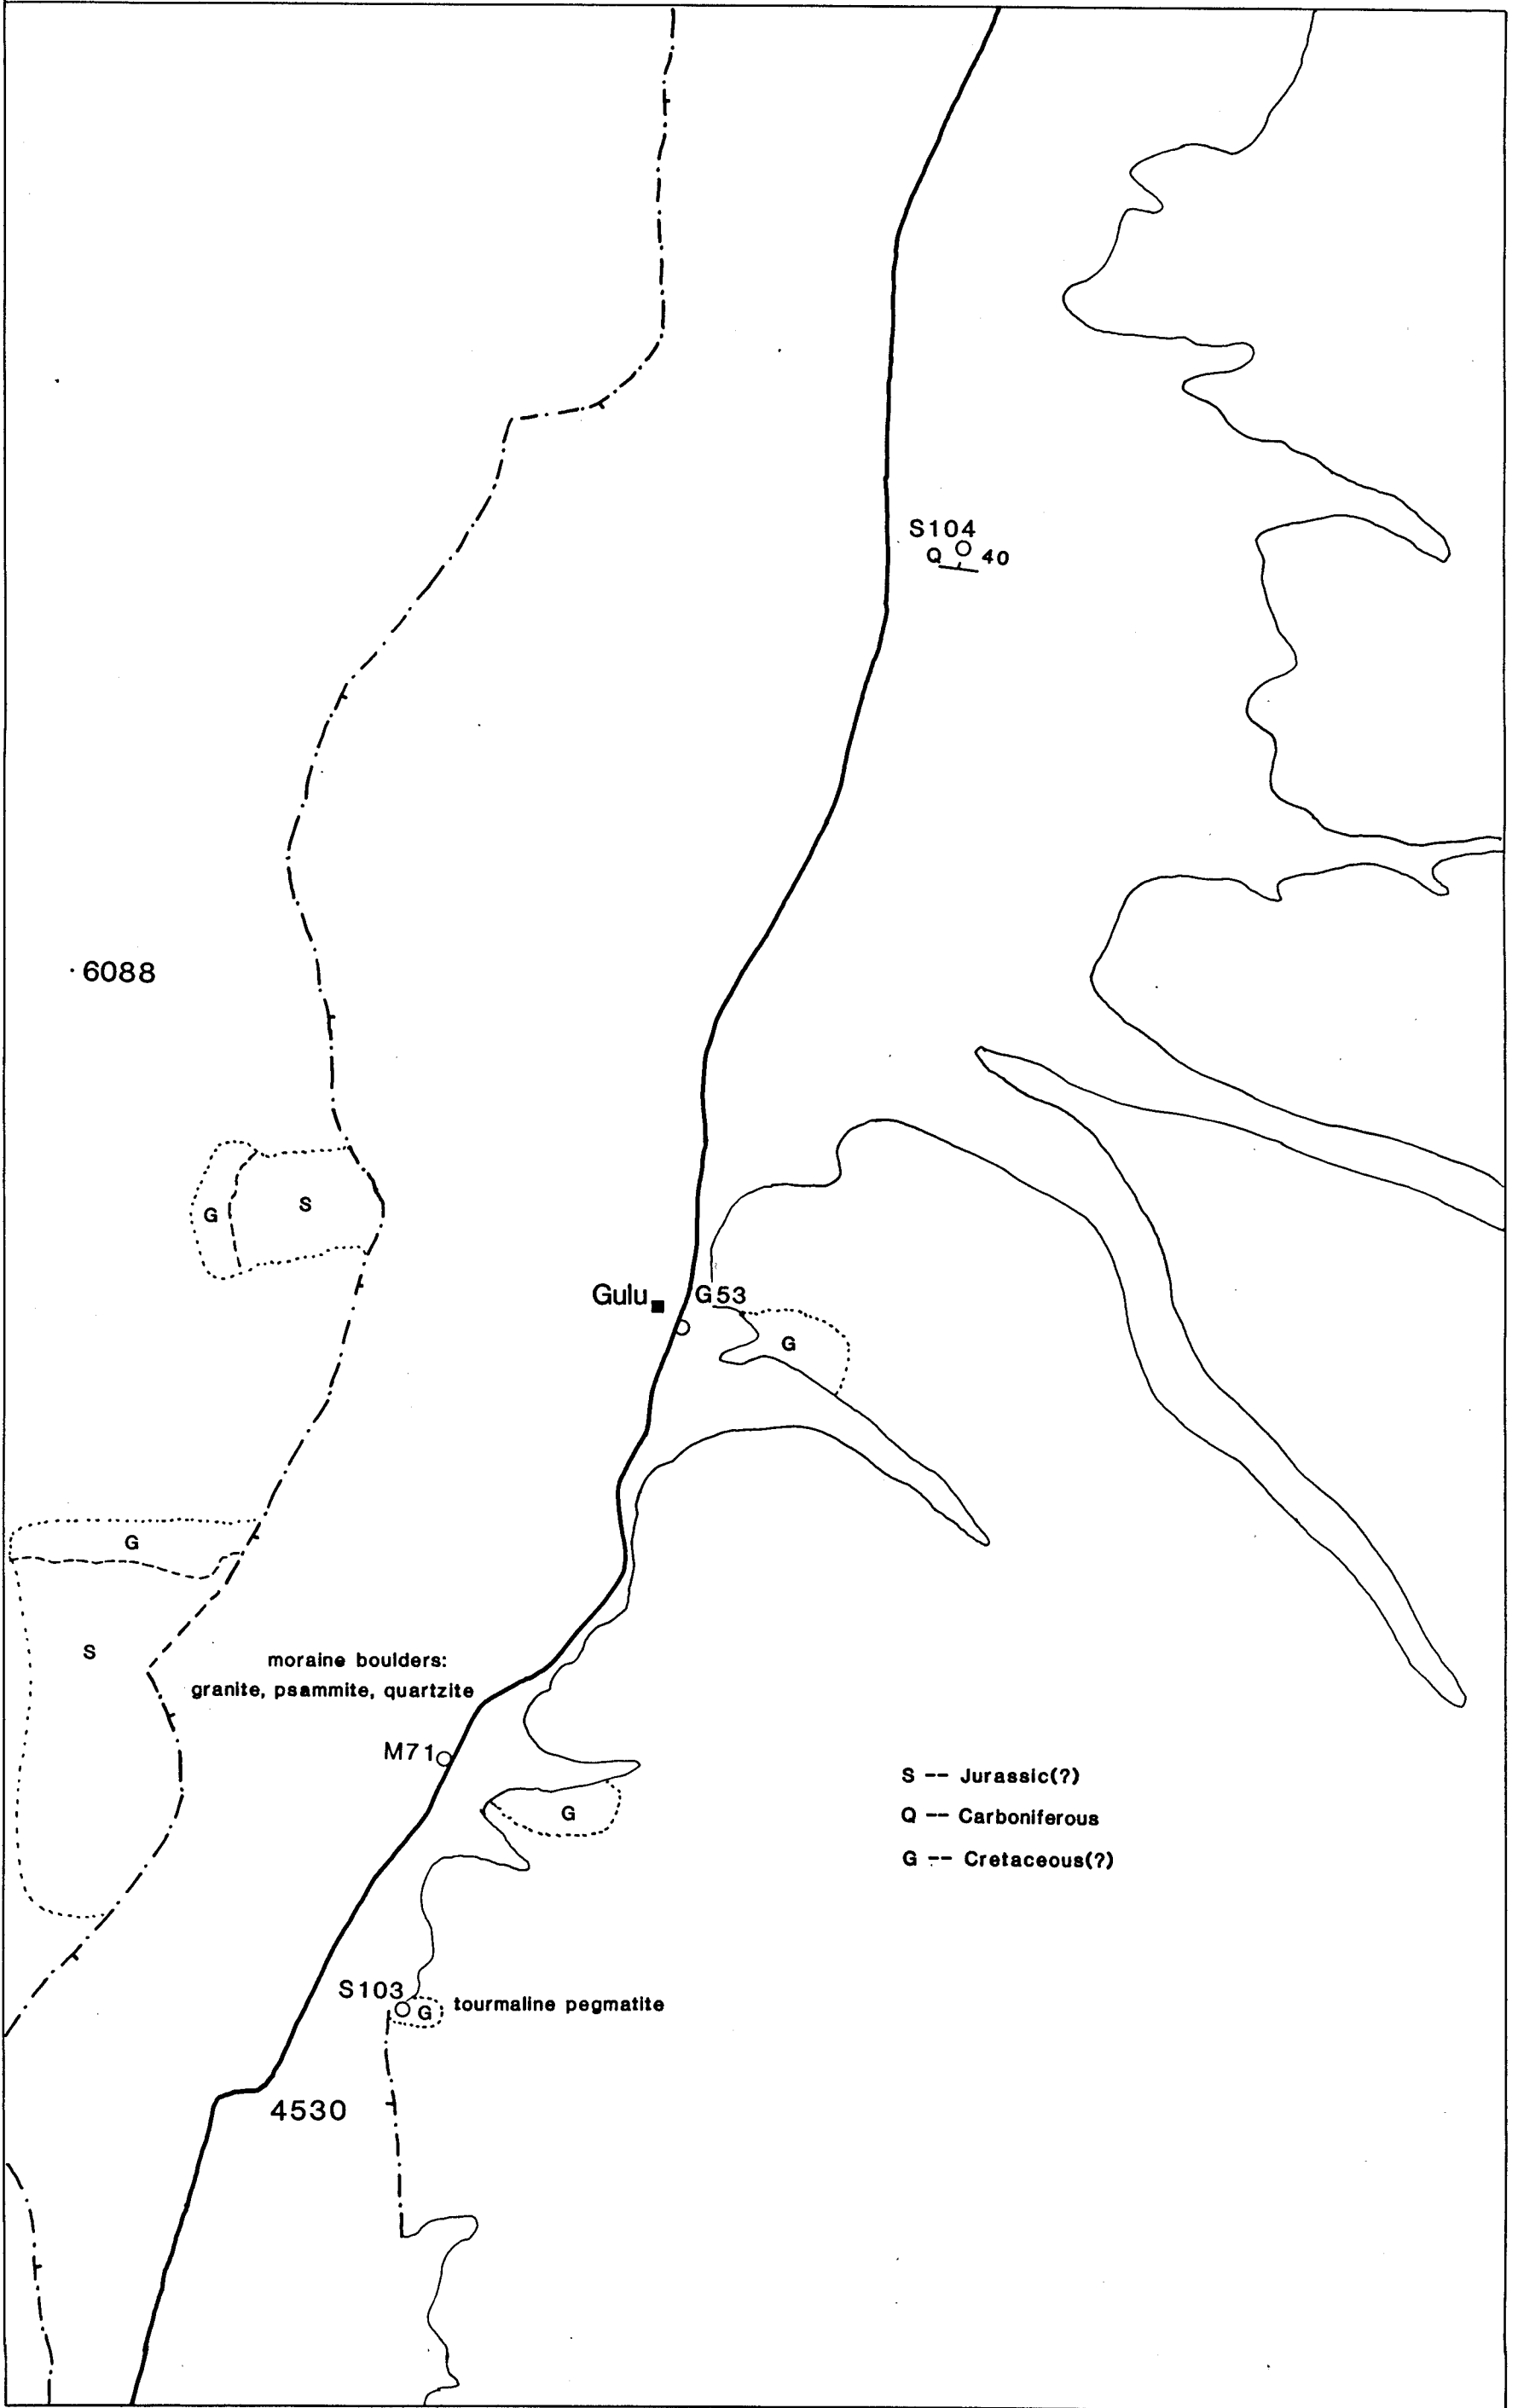 S104
Q 40
6088
G S
Gulu G53
G
G
S
moraine boulders:
granite, psammite, quartzite
M71
S -- Jurassic(?)
G
Q -- Carboniferous
G -- Cretaceous(?)
S103
G tourmaline pegmatite
4530